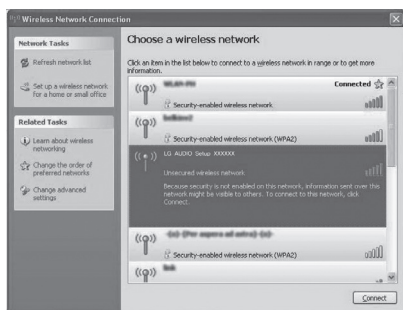 Wireless Network Connection
Network Tasks
Refresh network list
Set up a wireless network
for a home or small office
Related Tasks
Learn about wireless
networking
Change the order of
preferred networks
Change advanced
settings
Choose a wireless network
Click an item in the list below to connect to a wireless network in range or to get more
information.
Connected
Security-enabled wireless network
Security-enabled wireless network (WPA2)
LG AUDIO Setup XXXXXX
Unsecured wireless network
Because security is not enabled on this network, information sent over this
network might be visible to others. To connect to this network, click
Connect.
Security-enabled wireless network (WPA2)
Connect